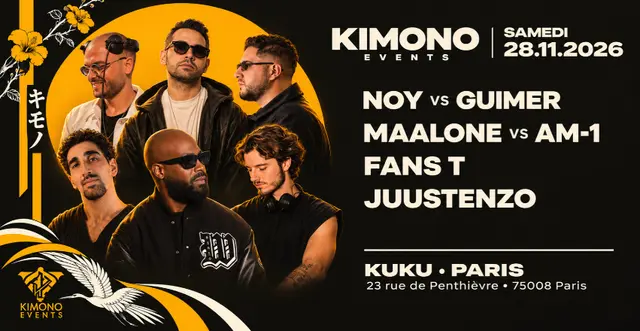 キモノ
KIMONO
EVENTS
KIMONO
EVENTS
SAMEDI
28.11.2026
NOY vs GUIMER
MAALONE vs AM-1
FANS T
JUUSTENZO
KUKU • PARIS
23 rue de Penthièvre • 75008 Paris